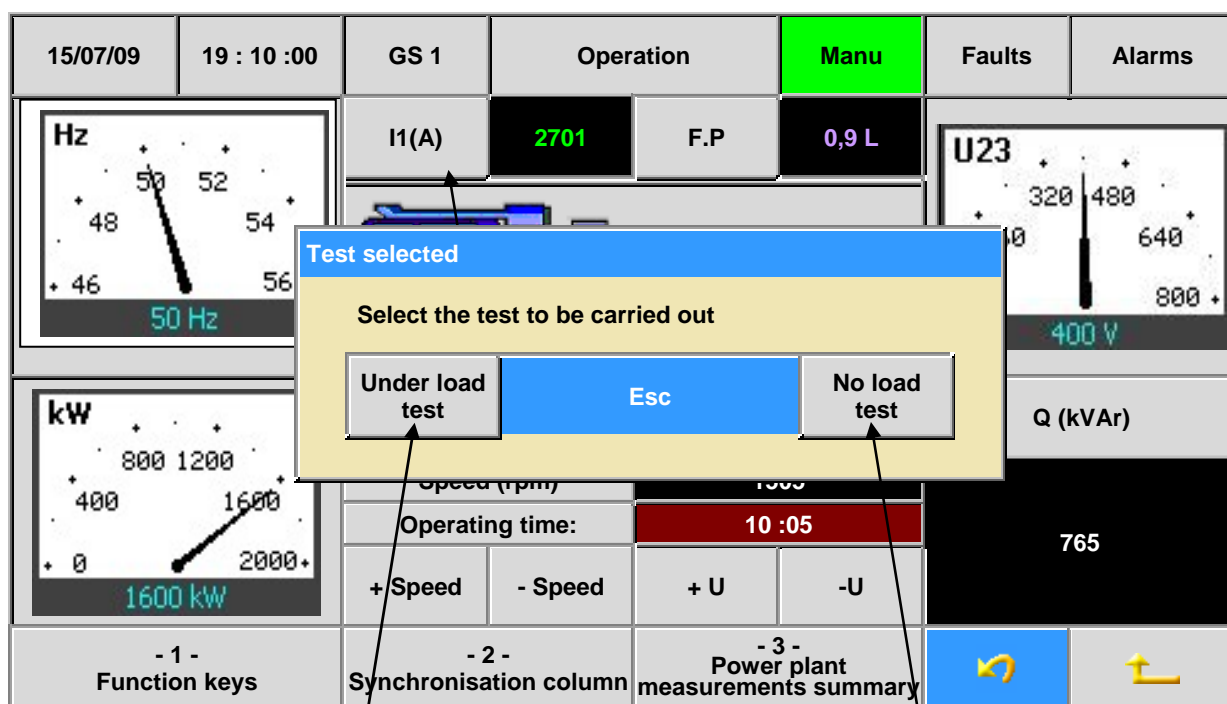 15/07/09 19 : 10 :00 GS 1 Operation Manu Faults Alarms
I1(A) 2701 F.P 0,9 L
Hz
46 48 50 52 54 56
50 Hz
U23
320 480 640 800
400 V
Test selected
Select the test to be carried out
Under load
test
Esc
No load
test
kW
0 400 800 1200 1600 2000
1600 kW
Q (kVAr)
765
Speed (rpm)
Operating time: 10 :05
+ Speed - Speed + U -U
- 1 -
Function keys
- 2 -
Synchronisation column
- 3 -
Power plant
measurements summary